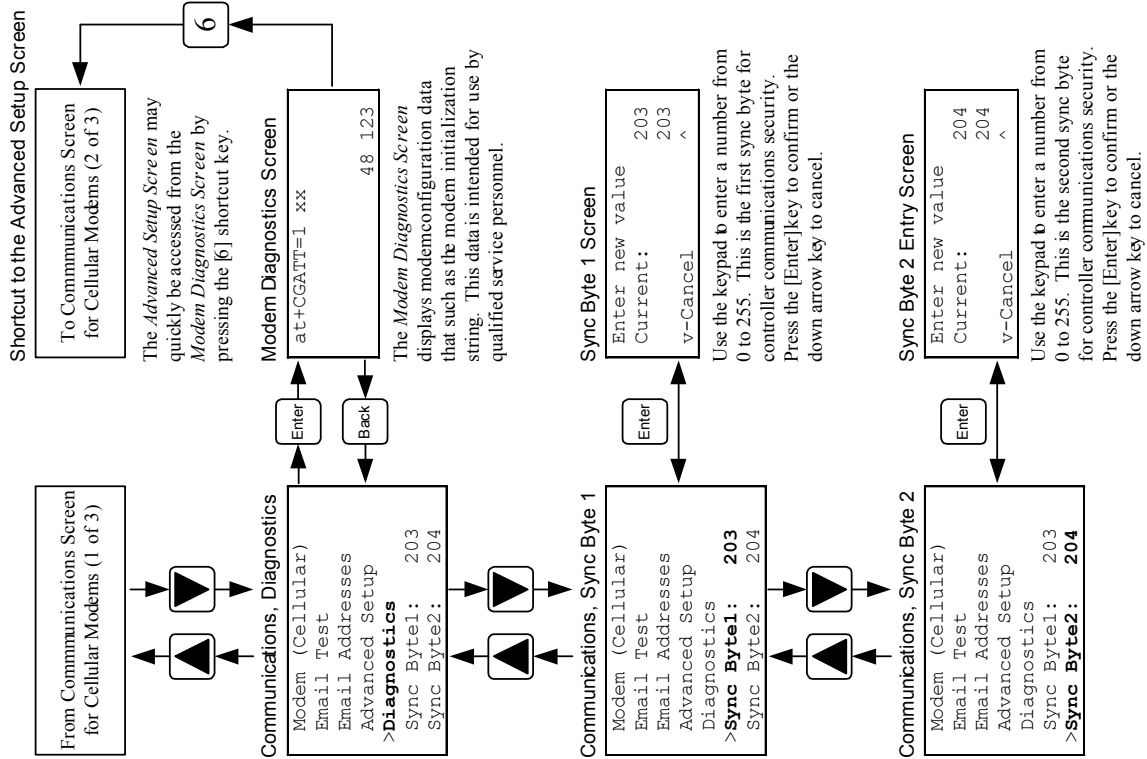 Shortcut to the Advanced Setup Screen
From Communications Screen
for Cellular Modems (1 of 3)
To Communications Screen
for Cellular Modems (2 of 3)
6
The Advanced Setup Screen may
quickly be accessed from the
Modem Diagnostics Screen by
pressing the [6] shortcut key.
Communications, Diagnostics
Modem (Cellular)
Email Test
Email Addresses
Advanced Setup
>Diagnostics
Sync Byte1: 203
Sync Byte2: 204
Enter
Back
Modem Diagnostics Screen
at+CGATT=1 xx
48 123
The Modem Diagnostics Screen
displays modem configuration data
that such as the modem initialization
string. This data is intended for use by
qualified service personnel.
Communications, Sync Byte 1
Modem (Cellular)
Email Test
Email Addresses
Advanced Setup
Diagnostics
>Sync Byte1: 203
Sync Byte2: 204
Enter
Sync Byte 1 Screen
Enter new value
Current: 203
203
v-Cancel ^
Use the keypad to enter a number from
0 to 255. This is the first sync byte for
controller communications security.
Press the [Enter] key to confirm or the
down arrow key to cancel.
Communications, Sync Byte 2
Modem (Cellular)
Email Test
Email Addresses
Advanced Setup
Diagnostics
Sync Byte1: 203
>Sync Byte2: 204
Enter
Sync Byte 2 Entry Screen
Enter new value
Current: 204
204
v-Cancel ^
Use the keypad to enter a number from
0 to 255. This is the second sync byte
for controller communications security.
Press the [Enter] key to confirm or the
down arrow key to cancel.